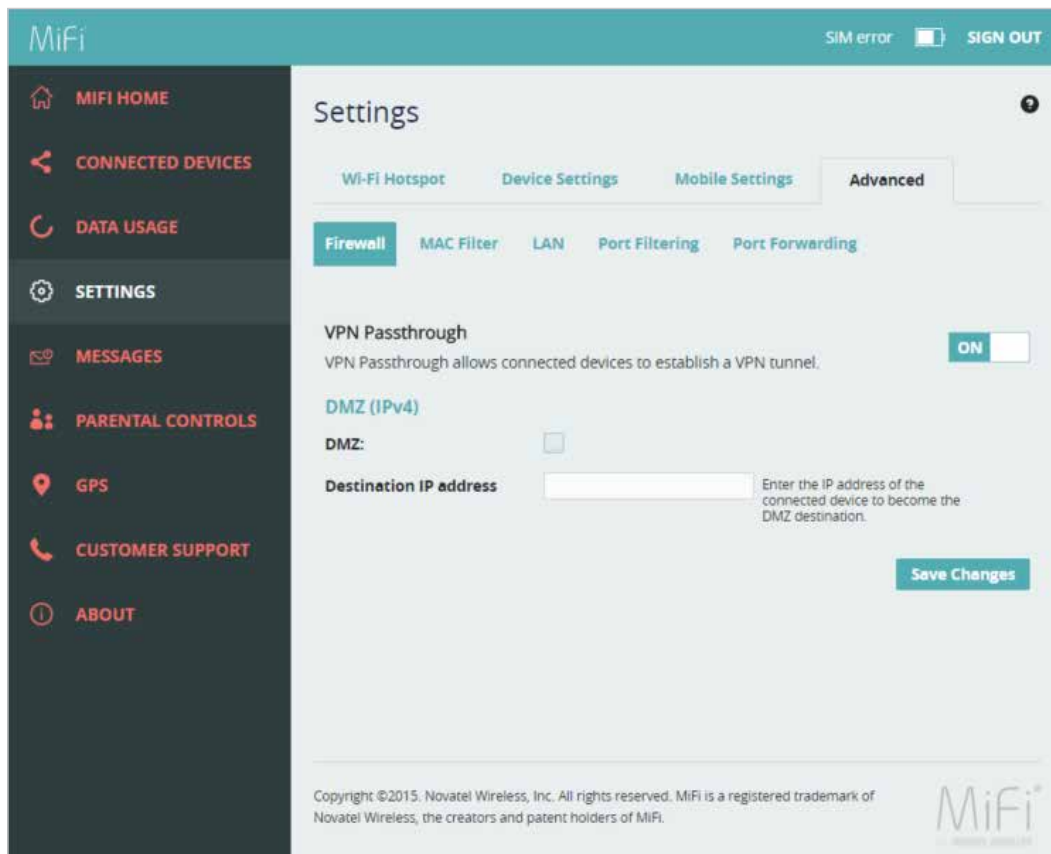 MiFi
SIM error
SIGN OUT
MIFI HOME
CONNECTED DEVICES
DATA USAGE
SETTINGS
MESSAGES
PARENTAL CONTROLS
GPS
CUSTOMER SUPPORT
ABOUT
Settings
Wi-Fi Hotspot
Device Settings
Mobile Settings
Advanced
Firewall
MAC Filter
LAN
Port Filtering
Port Forwarding
VPN Passthrough
VPN Passthrough allows connected devices to establish a VPN tunnel.
ON
DMZ (IPv4)
DMZ:
Destination IP address
Enter the IP address of the
connected device to become the
DMZ destination.
Save Changes
Copyright ©2015. Novatel Wireless, Inc. All rights reserved. MiFi is a registered trademark of
Novatel Wireless, the creators and patent holders of MiFi.
MiFi®